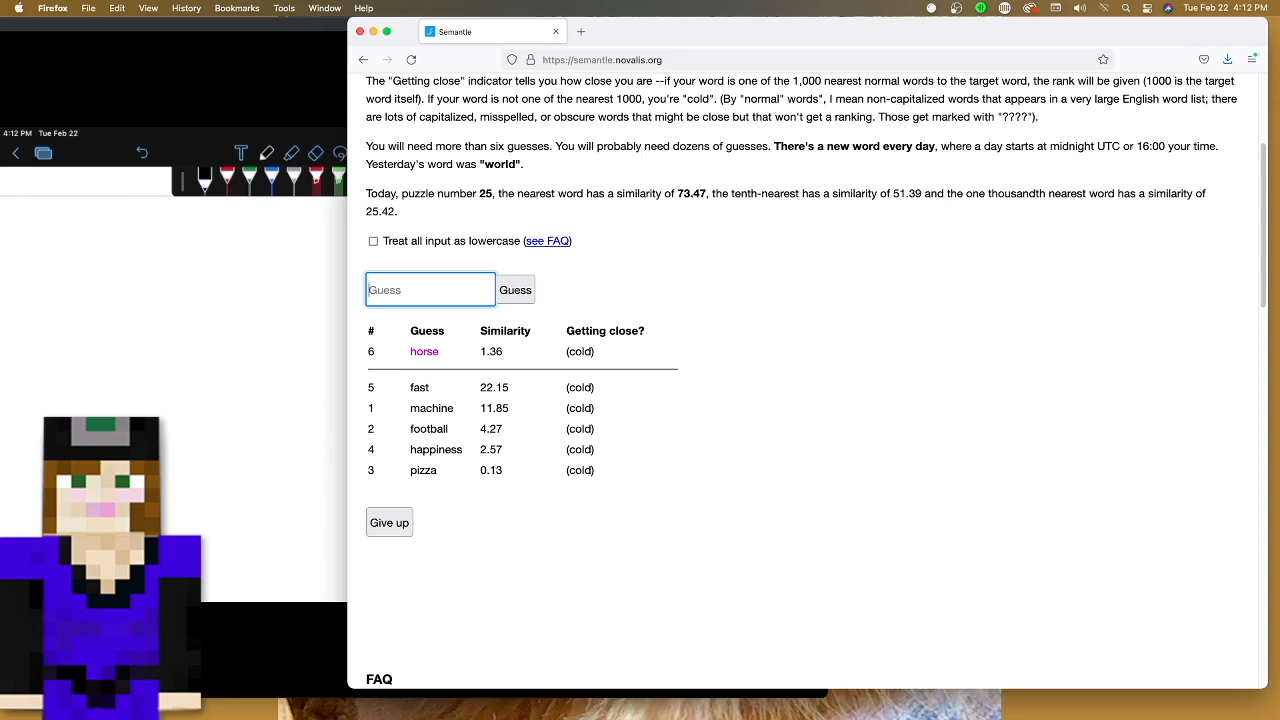 Firefox File Edit View History Bookmarks Tools Window Help Tue Feb 22 4:12 PM
Semantle
https://semantle.novalis.org
4:12 PM Tue Feb 22
The "Getting close" indicator tells you how close you are --if your word is one of the 1,000 nearest normal words to the target word, the rank will be given (1000 is the target
word itself). If your word is not one of the nearest 1000, you're "cold". (By "normal" words", I mean non-capitalized words that appears in a very large English word list; there
are lots of capitalized, misspelled, or obscure words that might be close but that won't get a ranking. Those get marked with "????").
You will need more than six guesses. You will probably need dozens of guesses. There's a new word every day, where a day starts at midnight UTC or 16:00 your time.
Yesterday's word was "world".
Today, puzzle number 25, the nearest word has a similarity of 73.47, the tenth-nearest has a similarity of 51.39 and the one thousandth nearest word has a similarity of
25.42.
Treat all input as lowercase (see FAQ)
Guess Guess
# Guess Similarity Getting close?
6 horse 1.36 (cold)
5 fast 22.15 (cold)
1 machine 11.85 (cold)
2 football 4.27 (cold)
4 happiness 2.57 (cold)
3 pizza 0.13 (cold)
Give up
FAQ